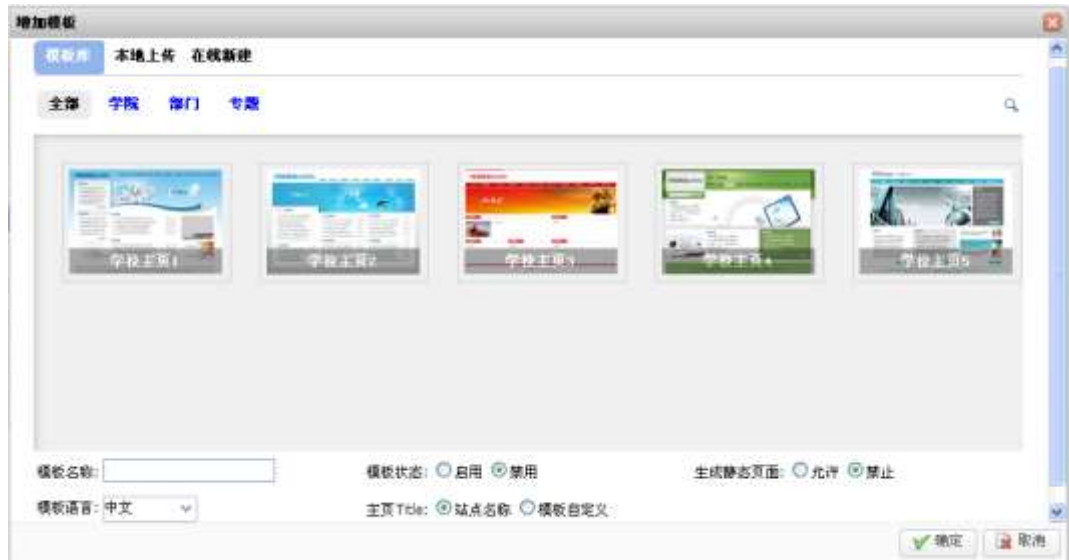 增加模板
模板库 本地上传 在线新建
全部 学院 部门 专题
学校主页1 学校主页2 学校主页3 学校主页4 学校主页5
模板名称: 模板状态: 启用 禁用 生成静态页面: 允许 禁止
模板语言: 中文 主页Title: 站点名称 模板自定义
确定 取消